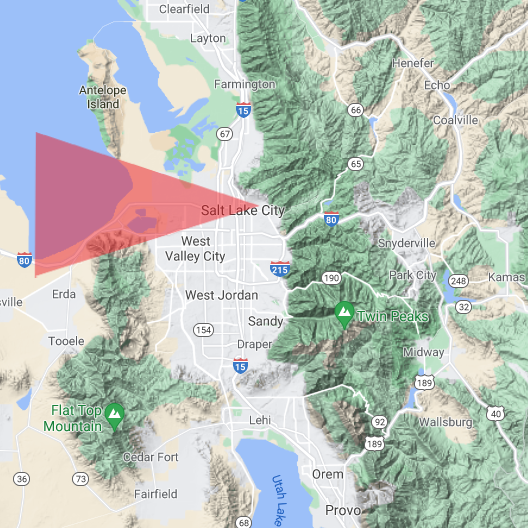 Clearfield
Layton
Antelope
Island
Farmington
15
67
Henefer
Echo
66
Coalville
65
Salt Lake City
80
West
Valley City
80
215
Snyderville
Park City
190
248
Kamas
32
Erda
West Jordan
Twin Peaks
154
Sandy
Tooele
Draper
Midway
15
189
Flat Top
Mountain
Lehi
92
189
Wallsburg
40
Cedar Fort
36
73
Fairfield
Orem
Utah Lake
Provo
68